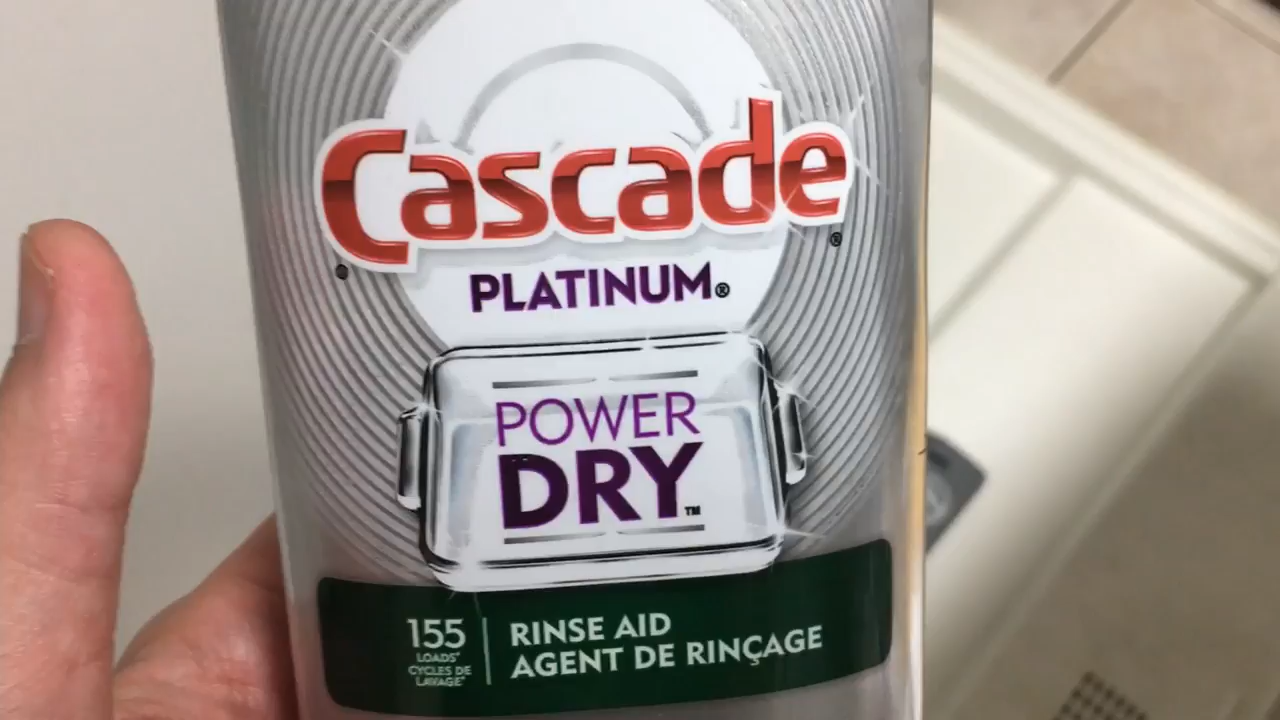 Cascade®
PLATINUM®
POWER
DRY™
155
LOADS*
CYCLES DE
LAVAGE*
RINSE AID
AGENT DE RINÇAGE